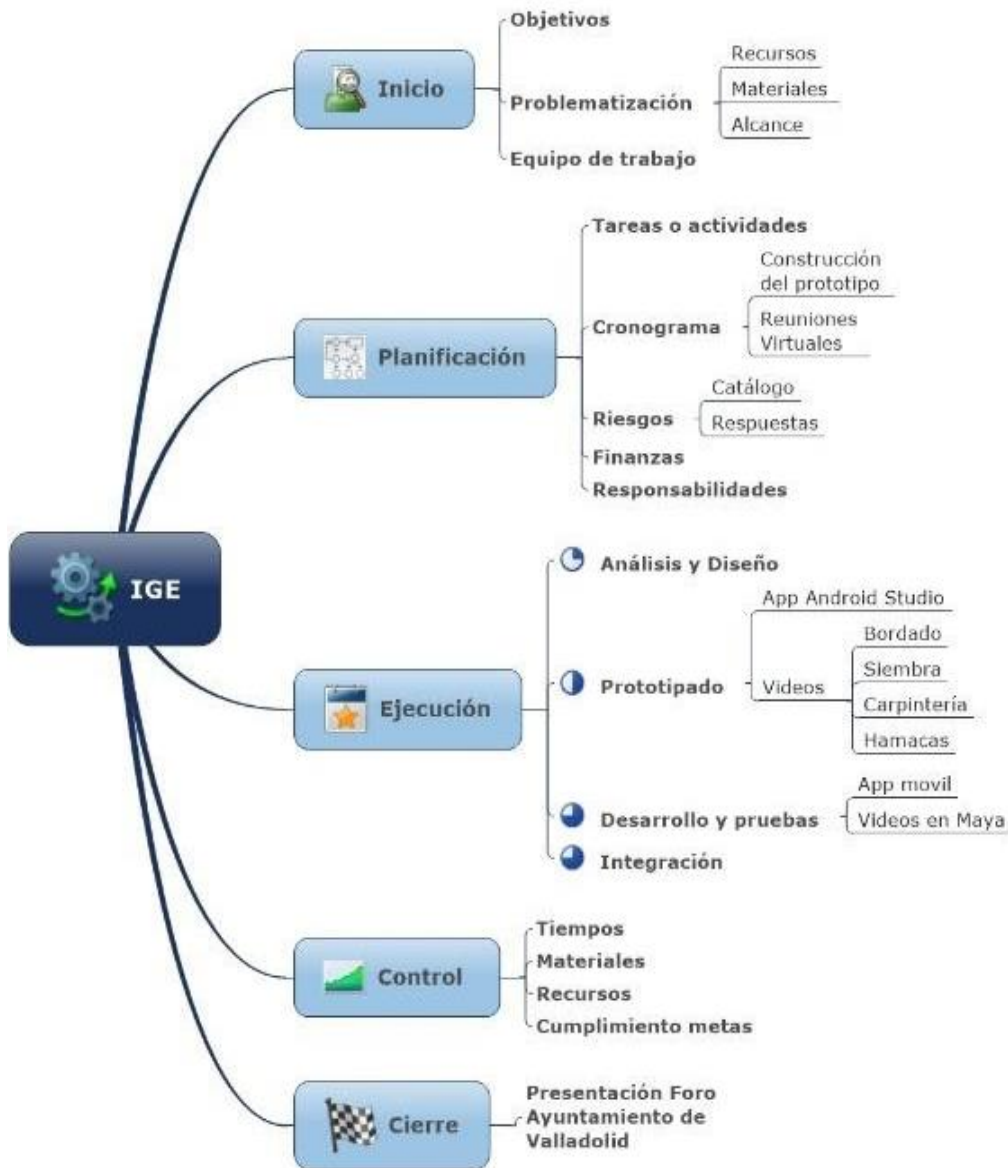 Objetivos
Inicio
Recursos
Problematización
Materiales
Alcance
Equipo de trabajo
Tareas o actividades
Construcción
del prototipo
Planificación
Cronograma
Reuniones
Virtuales
Catálogo
Riesgos
Respuestas
Finanzas
Responsabilidades
IGE
Análisis y Diseño
App Android Studio
Bordado
Ejecución
Prototipado
Siembra
Videos
Carpintería
Hamacas
App movil
Desarrollo y pruebas
Videos en Maya
Integración
Tiempos
Control
Materiales
Recursos
Cumplimiento metas
Cierre
Presentación Foro
Ayuntamiento de
Valladolid